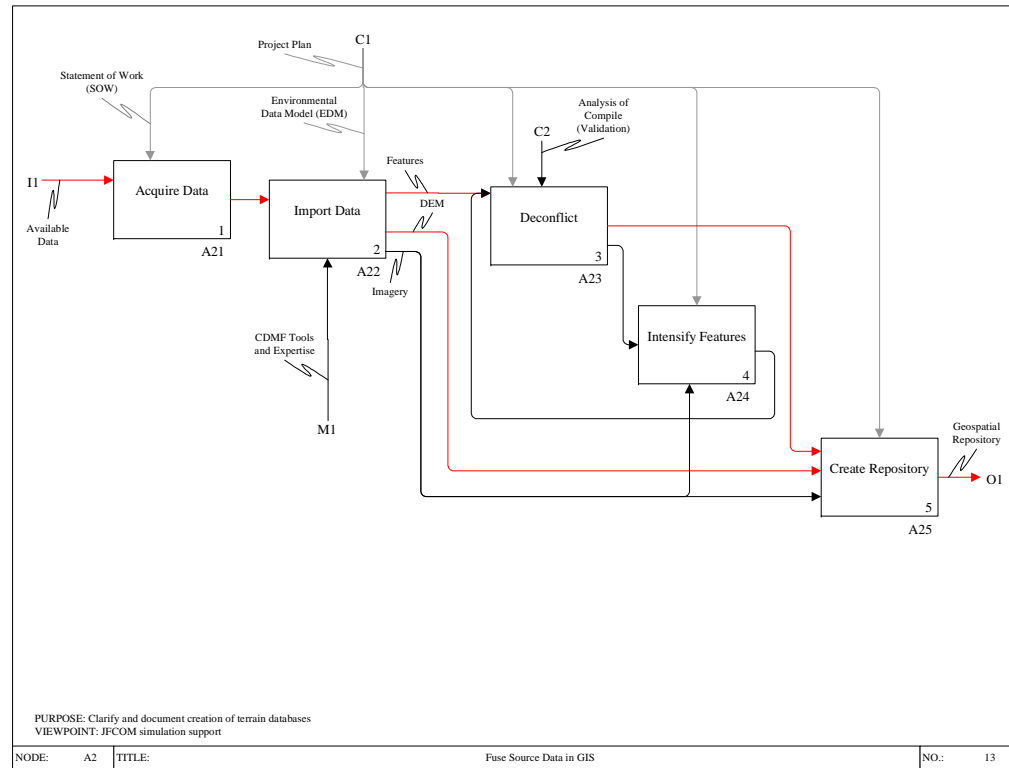 C1
Project Plan
Statement of Work
(SOW)
Environmental
Data Model (EDM)
Analysis of
Compile
(Validation)
C2
I1
Available
Data
Acquire Data
1
A21
Import Data
2
A22
Features
DEM
Imagery
Deconflict
3
A23
CDMF Tools
and Expertise
M1
Intensify Features
4
A24
Create Repository
5
A25
Geospatial
Repository
O1
PURPOSE: Clarify and document creation of terrain databases
VIEWPOINT: JFCOM simulation support
NODE: A2 TITLE: Fuse Source Data in GIS NO.: 13